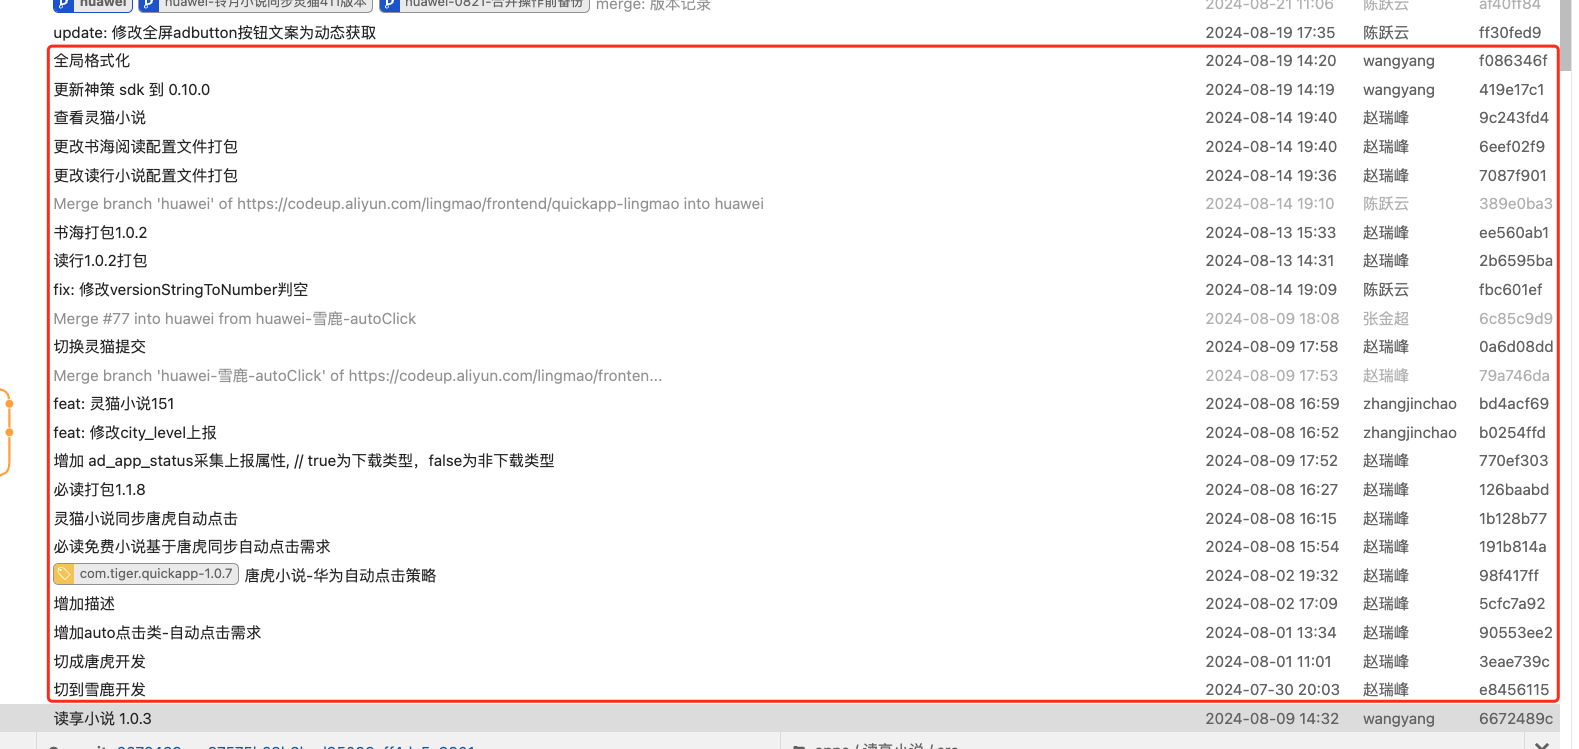 huawei huawei-铃月小说同步灵猫411版本 huawei-0821-合并操作前备份 merge: 版本记录 2024-08-21 11:06 陈跃云 af40ff84
update: 修改全屏adbutton按钮文案为动态获取 2024-08-19 17:35 陈跃云 ff30fed9
全局格式化 2024-08-19 14:20 wangyang f086346f
更新神策 sdk 到 0.10.0 2024-08-19 14:19 wangyang 419e17c1
查看灵猫小说 2024-08-14 19:40 赵瑞峰 9c243fd4
更改书海阅读配置文件打包 2024-08-14 19:40 赵瑞峰 6eef02f9
更改读行小说配置文件打包 2024-08-14 19:36 赵瑞峰 7087f901
Merge branch 'huawei' of https://codeup.aliyun.com/lingmao/frontend/quickapp-lingmao into huawei 2024-08-14 19:10 陈跃云 389e0ba3
书海打包1.0.2 2024-08-13 15:33 赵瑞峰 ee560ab1
读行1.0.2打包 2024-08-13 14:31 赵瑞峰 2b6595ba
fix: 修改versionStringToNumber判空 2024-08-14 19:09 陈跃云 fbc601ef
Merge #77 into huawei from huawei-雪鹿-autoClick 2024-08-09 18:08 张金超 6c85c9d9
切换灵猫提交 2024-08-09 17:58 赵瑞峰 0a6d08dd
Merge branch 'huawei-雪鹿-autoClick' of https://codeup.aliyun.com/lingmao/fronten... 2024-08-09 17:53 赵瑞峰 79a746da
feat: 灵猫小说151 2024-08-08 16:59 zhangjinchao bd4acf69
feat: 修改city_level上报 2024-08-08 16:52 zhangjinchao b0254ffd
增加 ad_app_status采集上报属性, // true为下载类型，false为非下载类型 2024-08-09 17:52 赵瑞峰 770ef303
必读打包1.1.8 2024-08-08 16:27 赵瑞峰 126baabd
灵猫小说同步唐虎自动点击 2024-08-08 16:15 赵瑞峰 1b128b77
必读免费小说基于唐虎同步自动点击需求 2024-08-08 15:54 赵瑞峰 191b814a
com.tiger.quickapp-1.0.7 唐虎小说-华为自动点击策略 2024-08-02 19:32 赵瑞峰 98f417ff
增加描述 2024-08-02 17:09 赵瑞峰 5cfc7a92
增加auto点击类-自动点击需求 2024-08-01 13:34 赵瑞峰 90553ee2
切成唐虎开发 2024-08-01 11:01 赵瑞峰 3eae739c
切到雪鹿开发 2024-07-30 20:03 赵瑞峰 e8456115
读享小说 1.0.3 2024-08-09 14:32 wangyang 6672489c